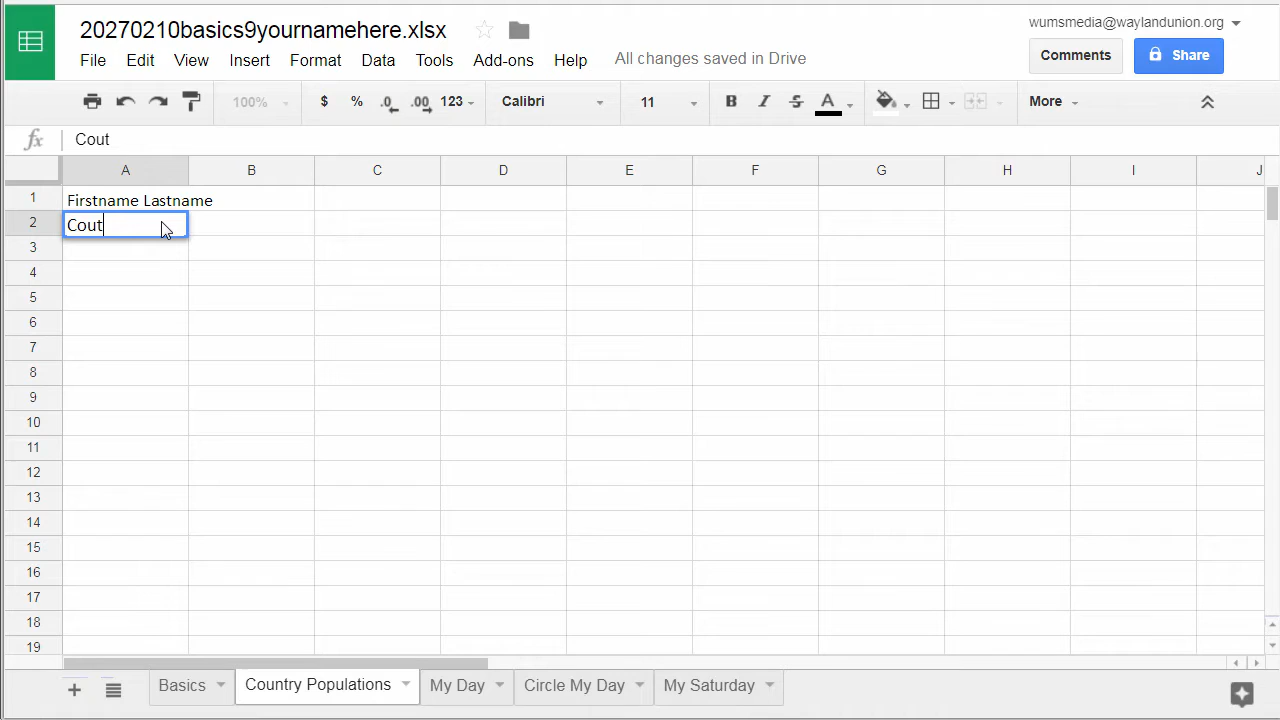 20270210basics9yournamehere.xlsx
wumsmedia@waylandunion.org
File Edit View Insert Format Data Tools Add-ons Help All changes saved in Drive
Comments Share
100% $ % .0 .00 123 Calibri 11 B I S A More
fx Cout
A B C D E F G H I J
1 Firstname Lastname
2 Cout
3
4
5
6
7
8
9
10
11
12
13
14
15
16
17
18
19
+ Basics Country Populations My Day Circle My Day My Saturday